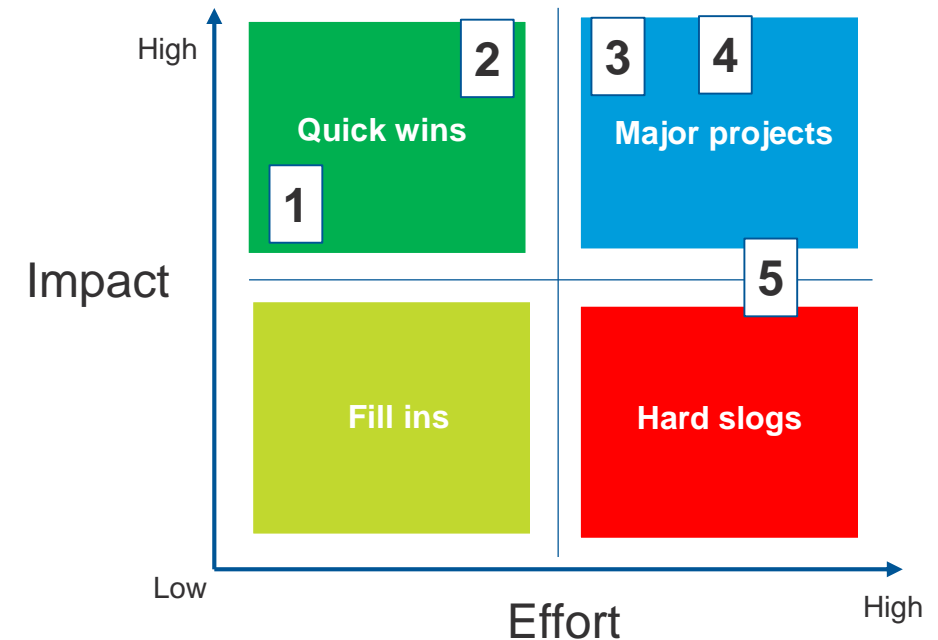 High
2
3
4
Quick wins
Major projects
1
Impact
5
Fill ins
Hard slogs
Low
Effort
High